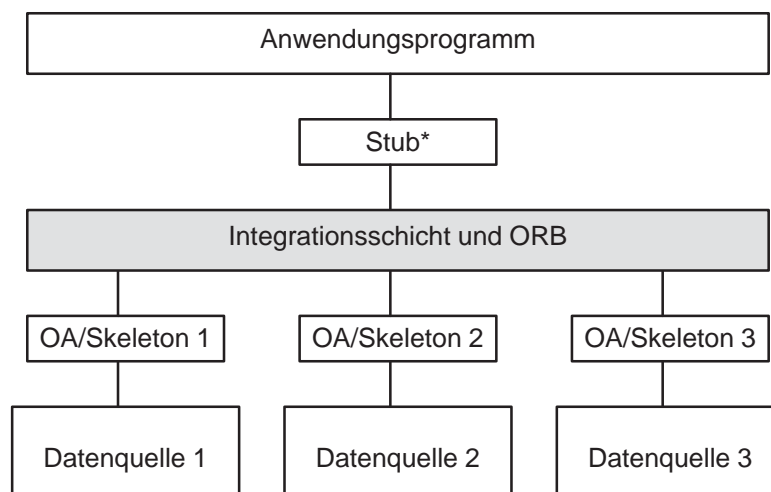 Anwendungsprogramm
Stub*
Integrationsschicht und ORB
OA/Skeleton 1 OA/Skeleton 2 OA/Skeleton 3
Datenquelle 1 Datenquelle 2 Datenquelle 3